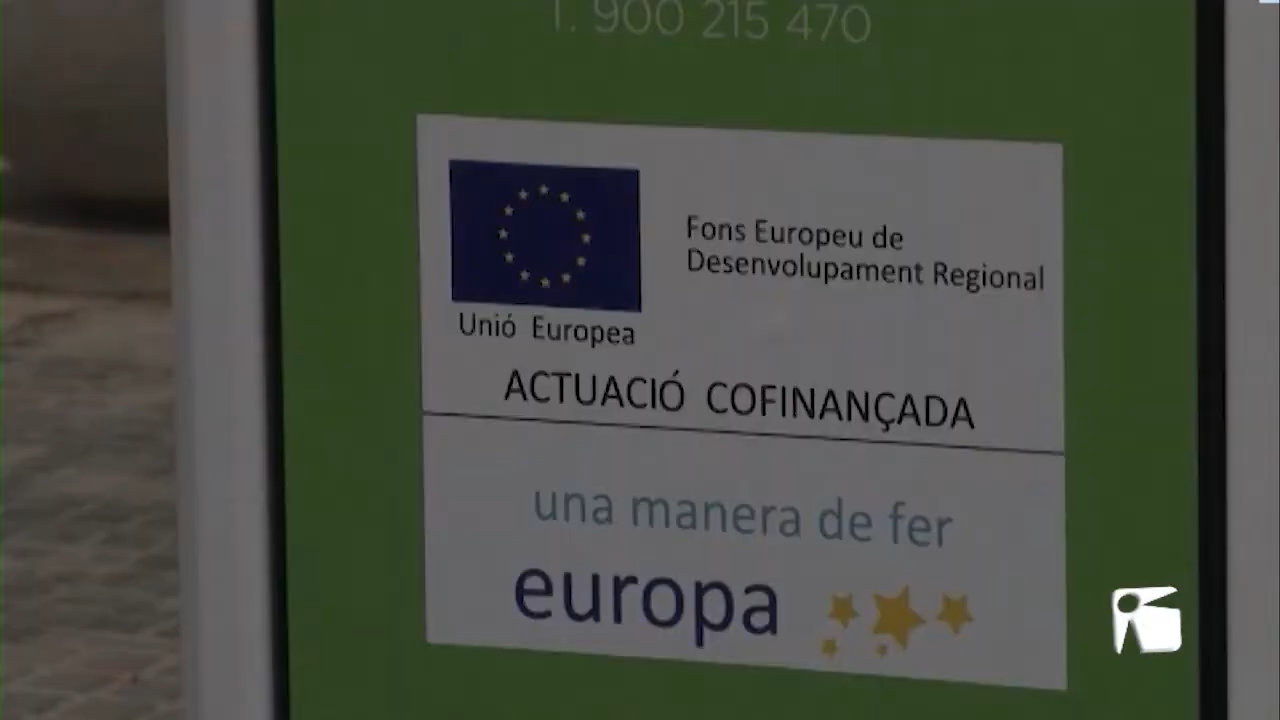 T. 900 215 470
Fons Europeu de
Desenvolupament Regional
Unió Europea
ACTUACIÓ COFINANÇADA
una manera de fer
europa